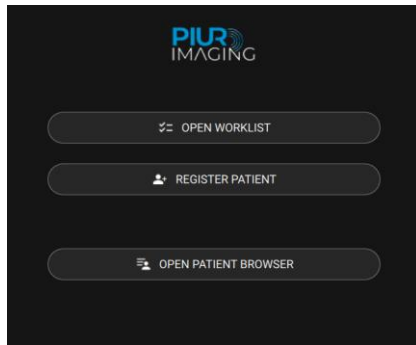 PIUR
IMAGING
OPEN WORKLIST
REGISTER PATIENT
OPEN PATIENT BROWSER